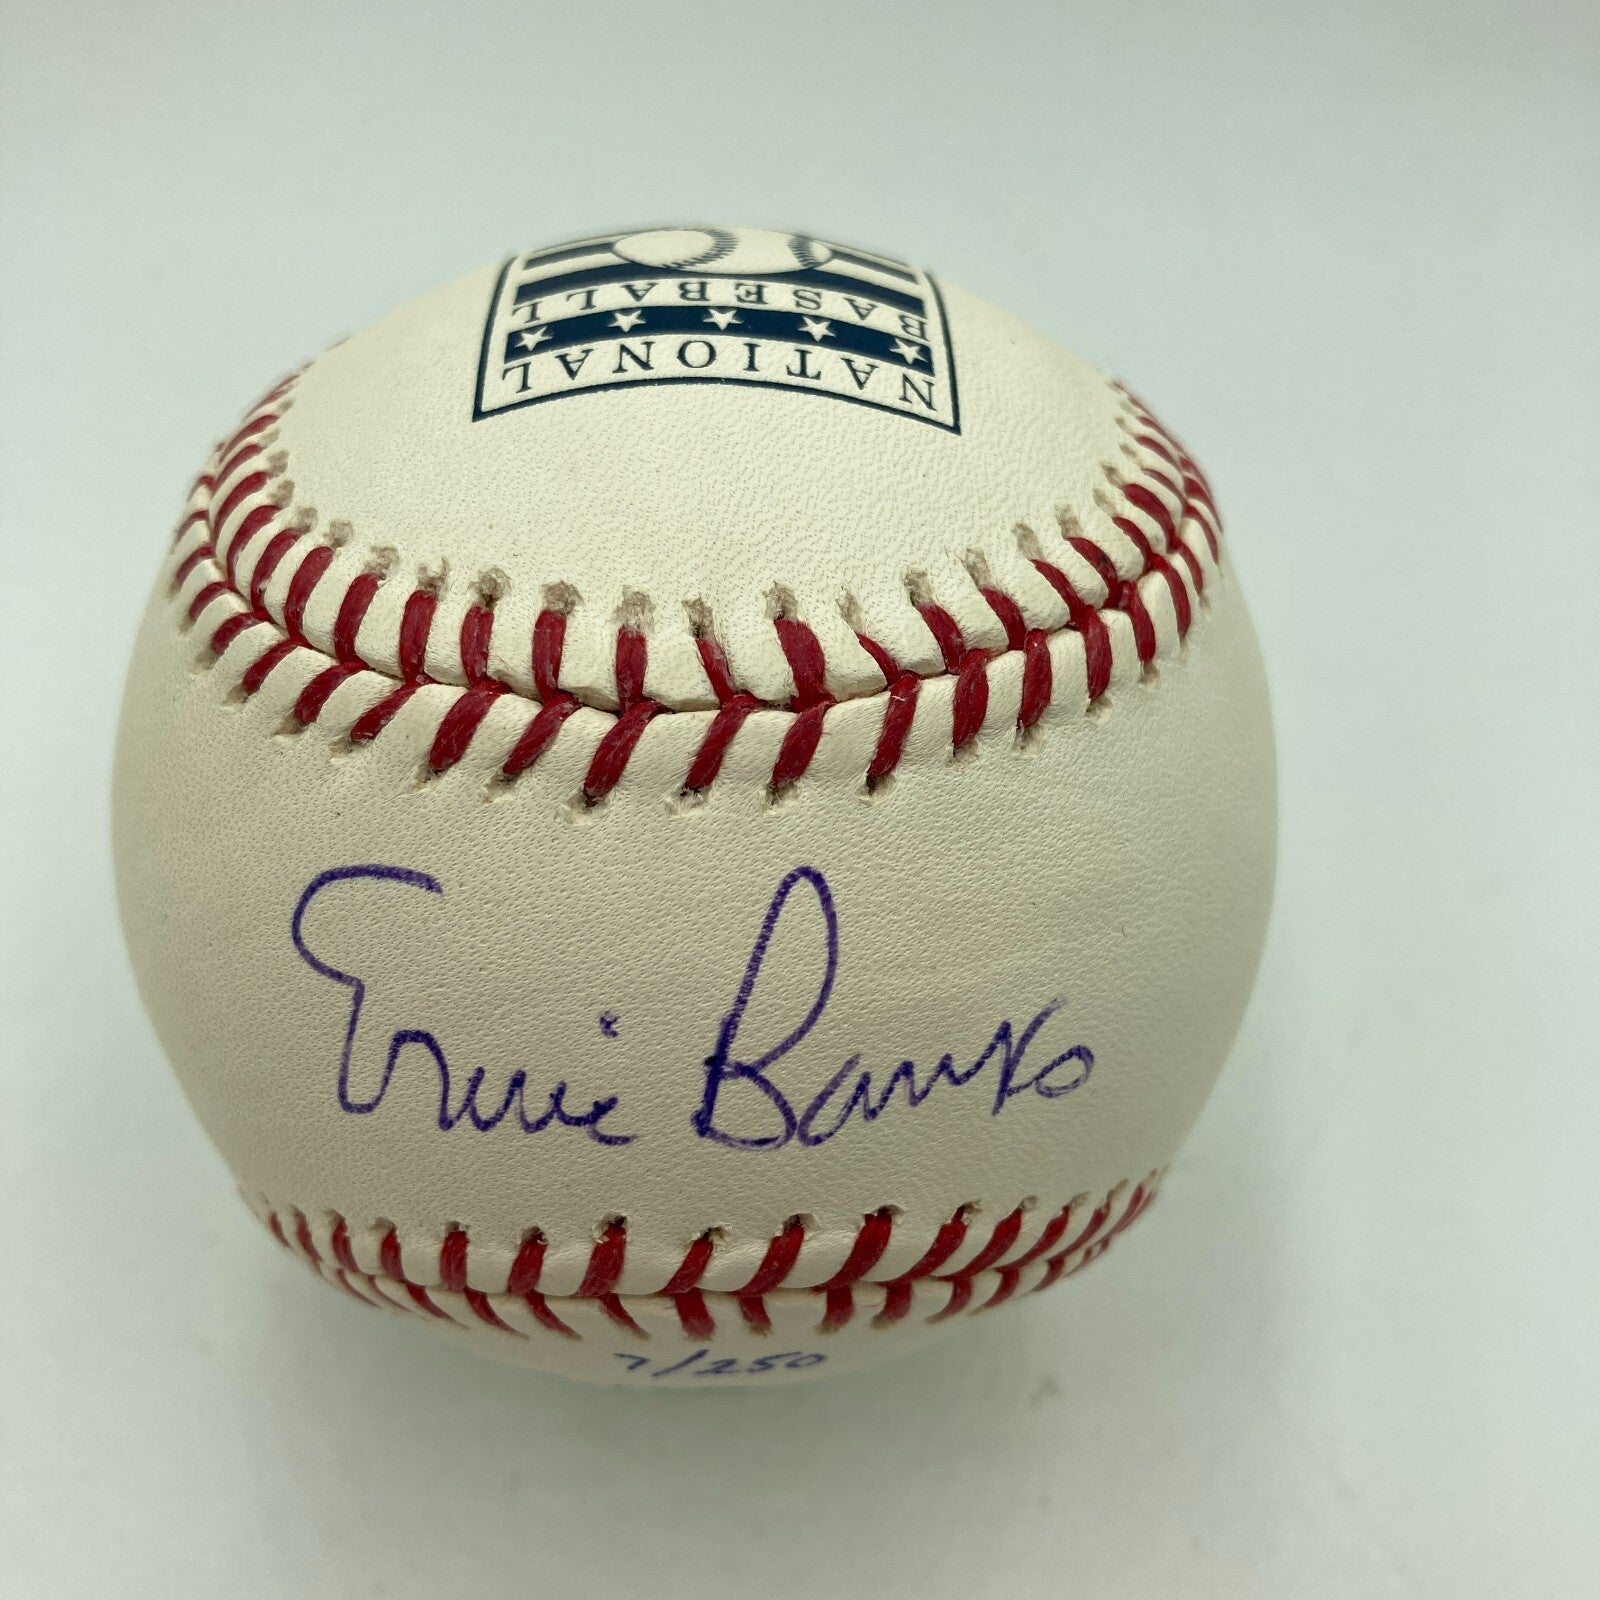 NATIONAL
BASEBALL
Ernie Banks
7/250